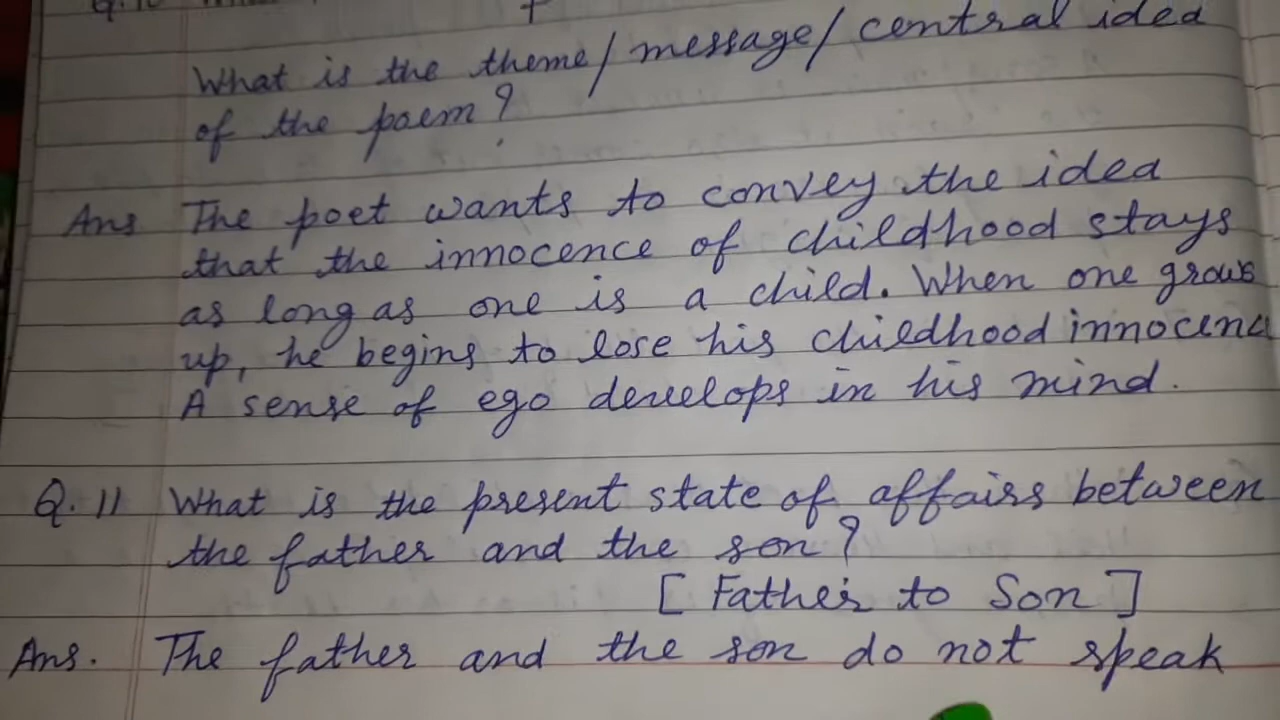 What is the theme/message/central idea
of the poem?
Ans The poet wants to convey the idea
that the innocence of childhood stays
as long as one is a child. When one grows
up, he begins to lose his childhood innocenc
A sense of ego develops in his mind.
Q. 11 What is the present state of affairs between
the father and the son?
[Father to Son]
Ans. The father and the son do not speak